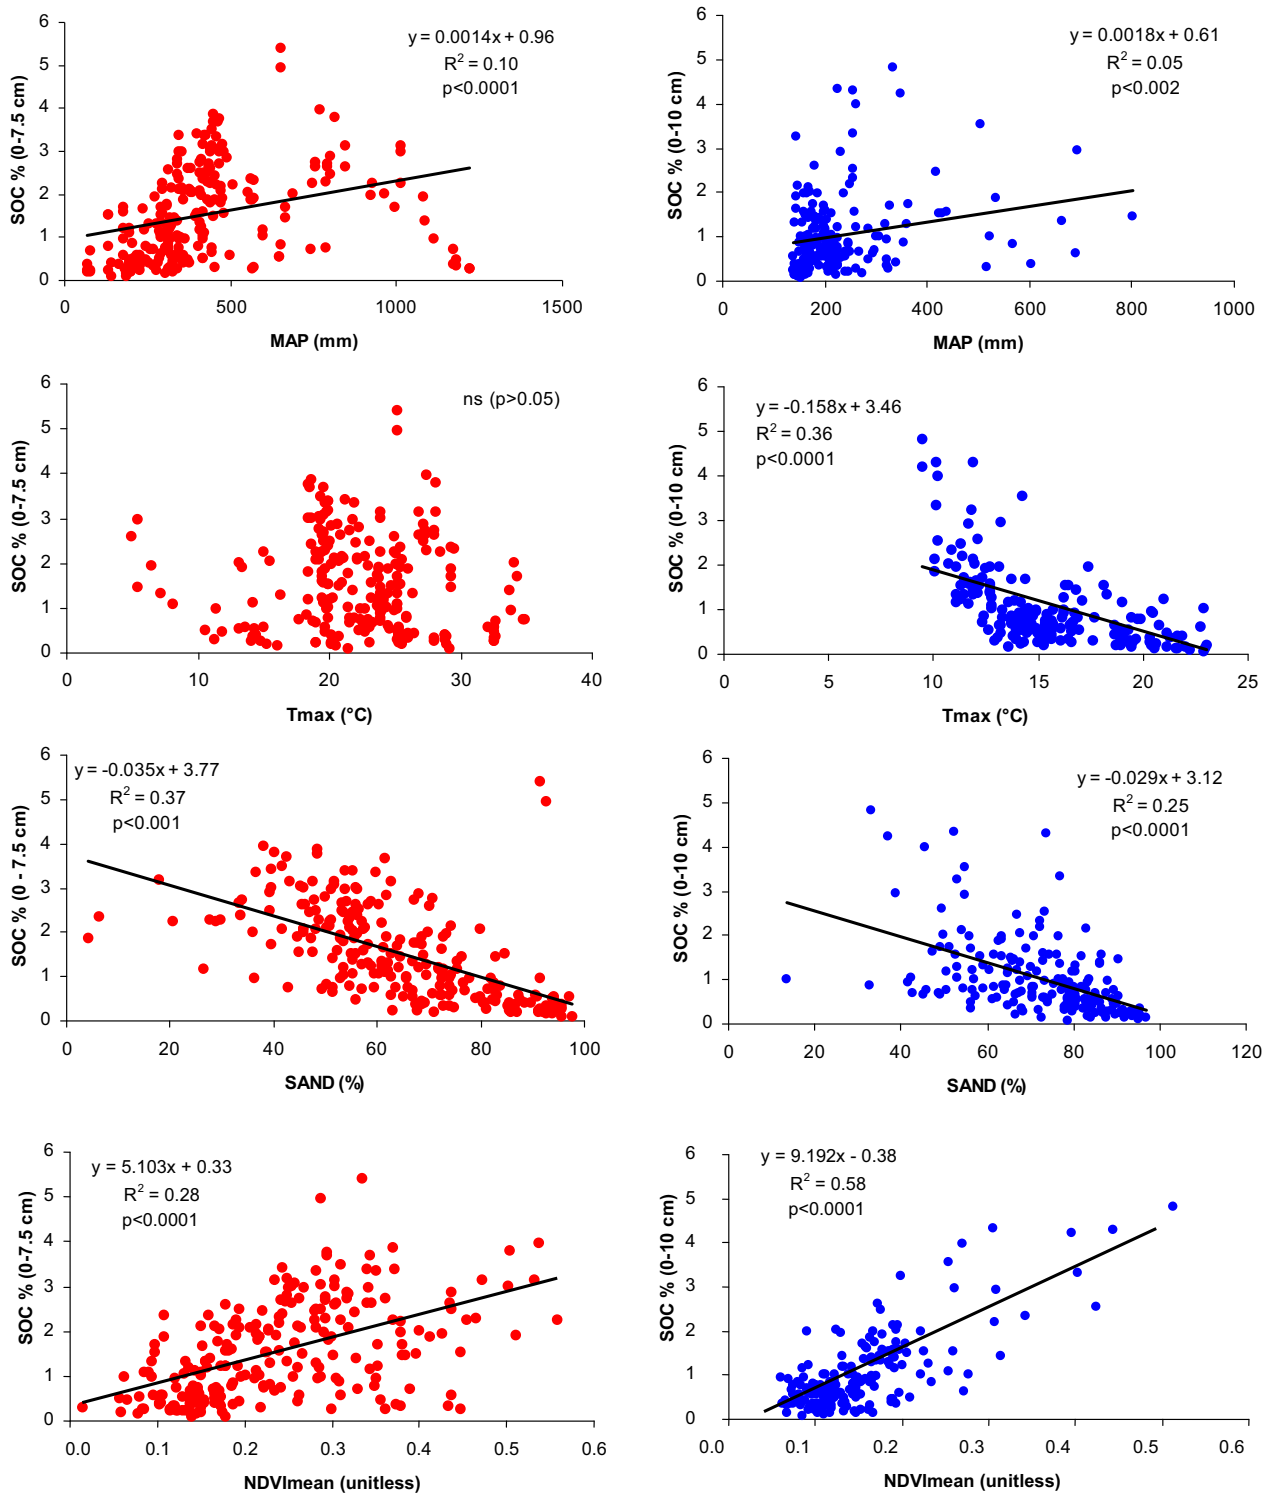 6
5
4
3
2
1
0
SOC % (0-7.5 cm)
y = 0.0014x + 0.96
R² = 0.10
p<0.0001
0 500 1000 1500
MAP (mm)
6
5
4
3
2
1
0
SOC % (0-10 cm)
y = 0.0018x + 0.61
R² = 0.05
p<0.002
0 200 400 600 800 1000
MAP (mm)
6
5
4
3
2
1
0
SOC % (0-7.5 cm)
ns (p>0.05)
0 10 20 30 40
Tmax (°C)
6
5
4
3
2
1
0
SOC % (0-10 cm)
y = -0.158x + 3.46
R² = 0.36
p<0.0001
0 5 10 15 20 25
Tmax (°C)
6
5
4
3
2
1
0
SOC % (0 - 7.5 cm)
y = -0.035x + 3.77
R² = 0.37
p<0.001
0 20 40 60 80 100
SAND (%)
6
5
4
3
2
1
0
SOC % (0-10 cm)
y = -0.029x + 3.12
R² = 0.25
p<0.0001
0 20 40 60 80 100 120
SAND (%)
6
5
4
3
2
1
0
SOC % (0-7.5 cm)
y = 5.103x + 0.33
R² = 0.28
p<0.0001
0.0 0.1 0.2 0.3 0.4 0.5 0.6
NDVImean (unitless)
6
5
4
3
2
1
0
SOC % (0-10 cm)
y = 9.192x - 0.38
R² = 0.58
p<0.0001
0.0 0.1 0.2 0.3 0.4 0.5 0.6
NDVImean (unitless)